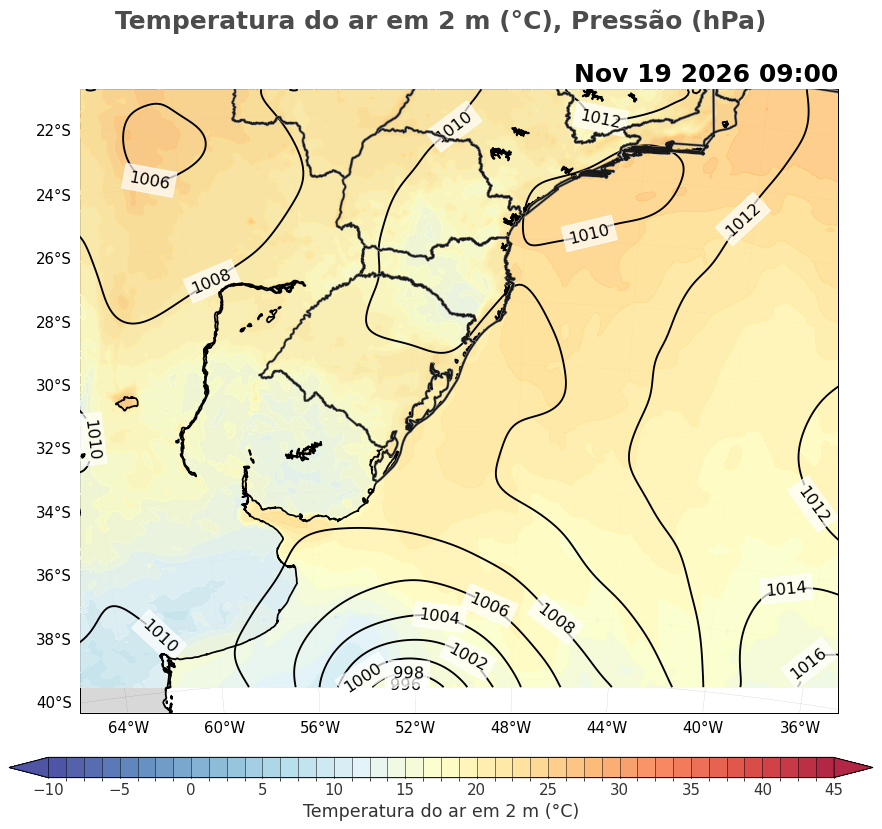 Temperatura do ar em 2 m (°C), Pressão (hPa)
Nov 19 2026 09:00
22°S
24°S
26°S
28°S
30°S
32°S
34°S
36°S
38°S
40°S
1012
1010
1006
1012
1010
1008
1010
1012
1014
1006
1004
1008
1010
1002
1016
1000
998
996
64°W
60°W
56°W
52°W
48°W
44°W
40°W
36°W
−10 −5 0 5 10 15 20 25 30 35 40 45
Temperatura do ar em 2 m (°C)